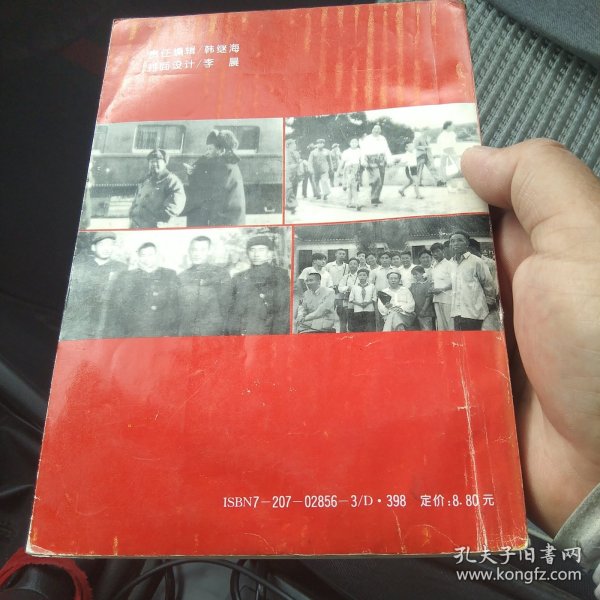 责任编辑/韩继海
封面设计/李 展
ISBN7-207-02856-3/D·398 定价:8.80元
孔夫子旧书网
www.kongfz.com